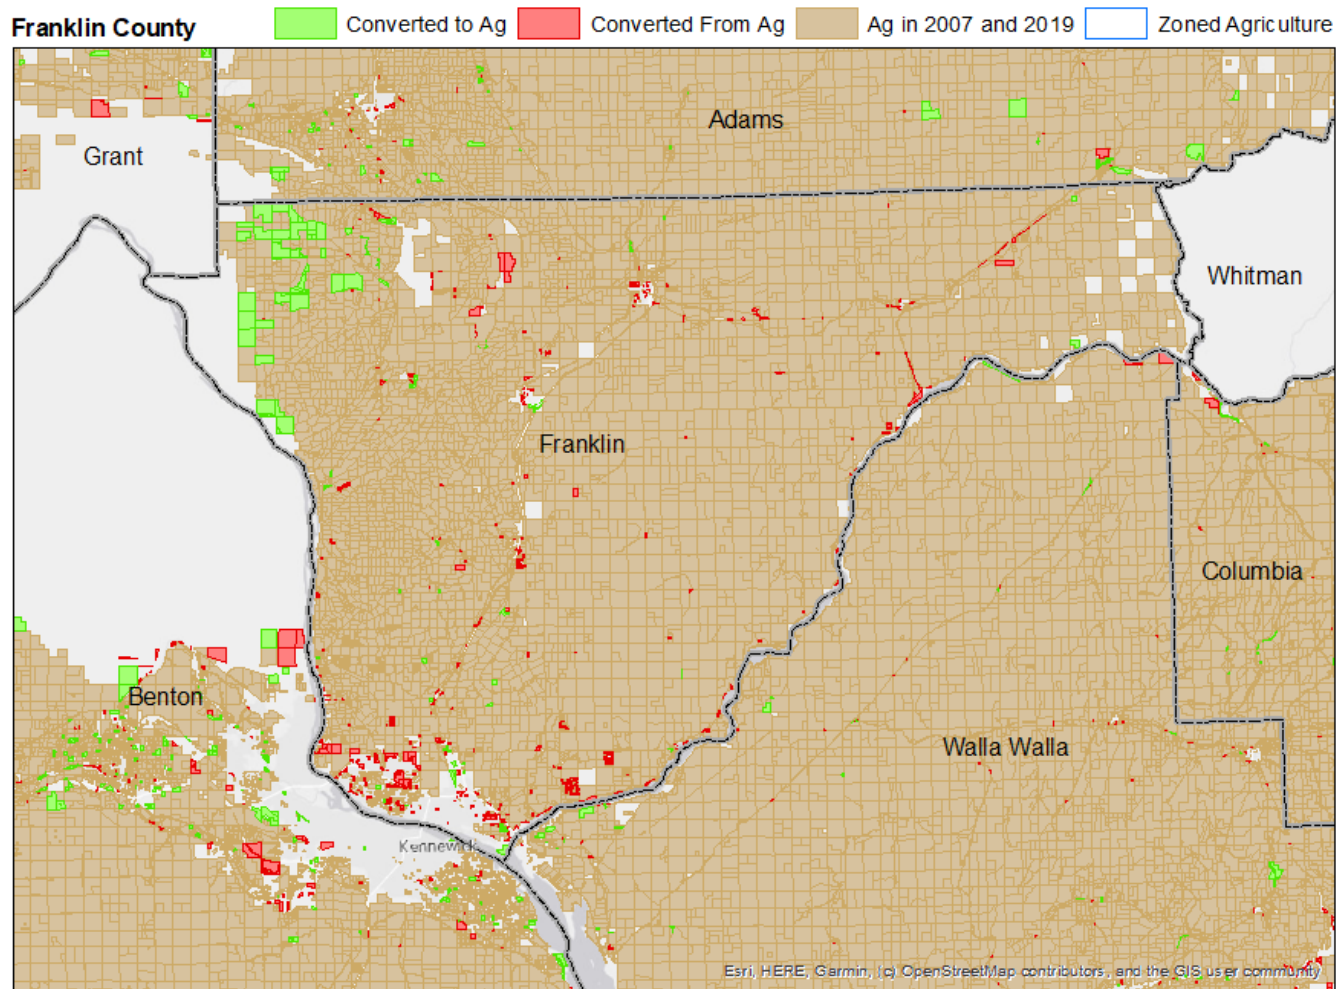 Franklin County
Converted to Ag
Converted From Ag
Ag in 2007 and 2019
Zoned Agriculture
Adams
Grant
Whitman
Franklin
Columbia
Benton
Walla Walla
Kennewick
Esri, HERE, Garmin, (c) OpenStreetMap contributors, and the GIS user community